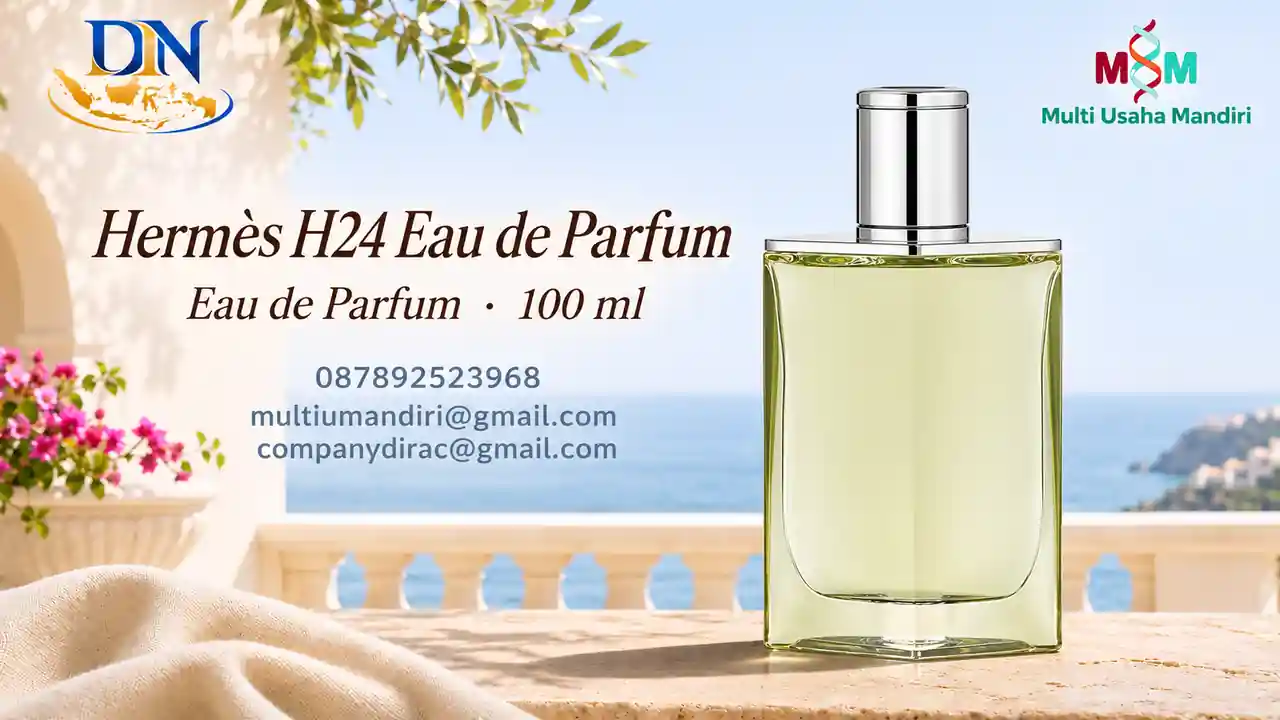 DN
MSM
Multi Usaha Mandiri
Hermès H24 Eau de Parfum
Eau de Parfum · 100 ml
087892523968
multiumandiri@gmail.com
companydirac@gmail.com